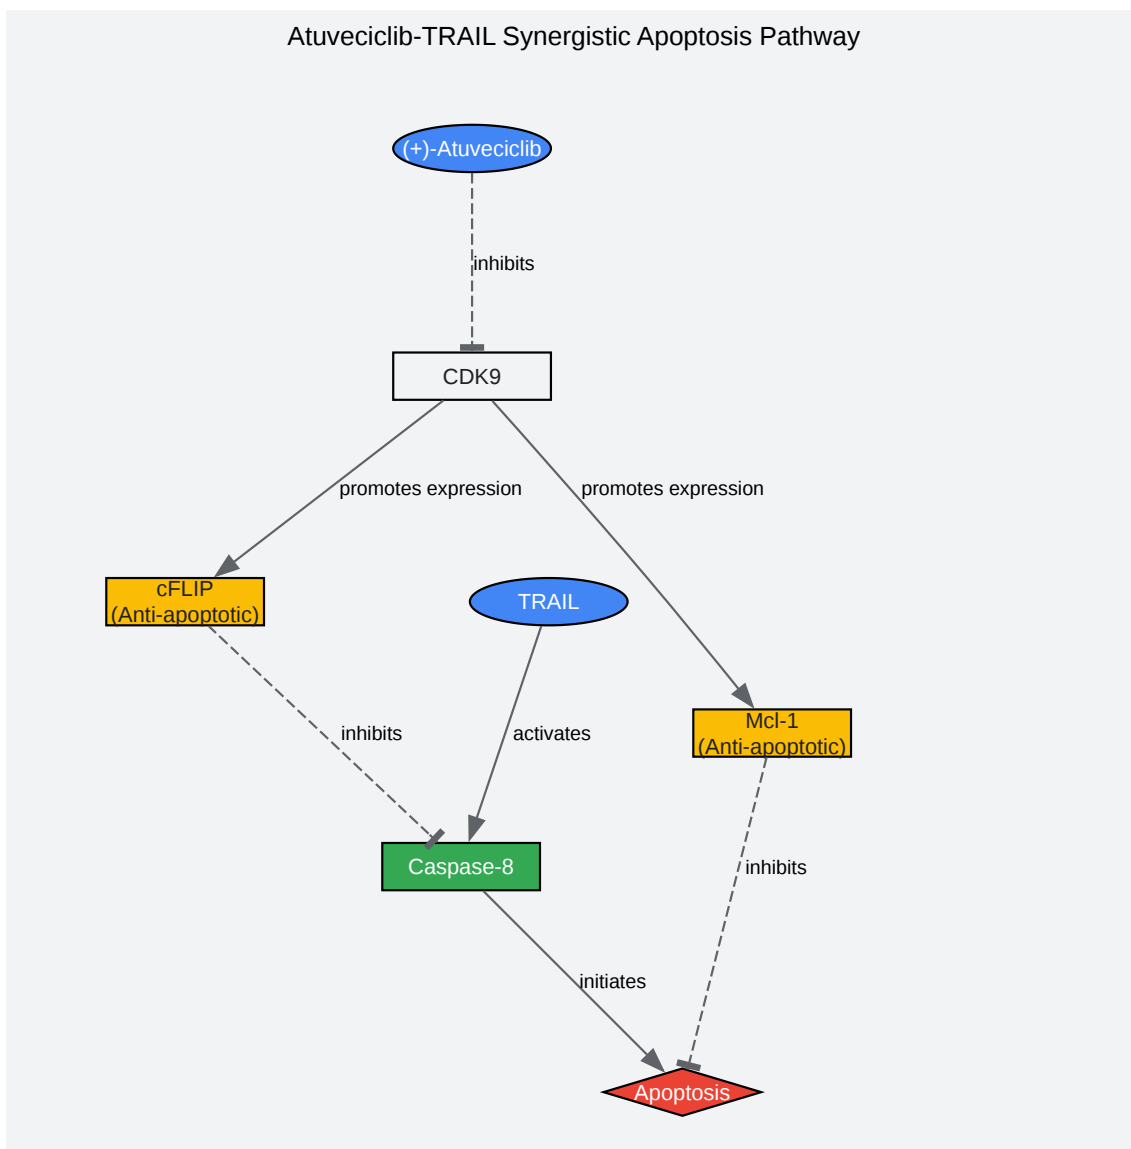 Atuveciclib-TRAIL Synergistic Apoptosis Pathway
(+)-Atuveciclib
inhibits
CDK9
promotes expression
promotes expression
cFLIP
(Anti-apoptotic)
TRAIL
Mcl-1
(Anti-apoptotic)
inhibits
activates
Caspase-8
inhibits
initiates
Apoptosis